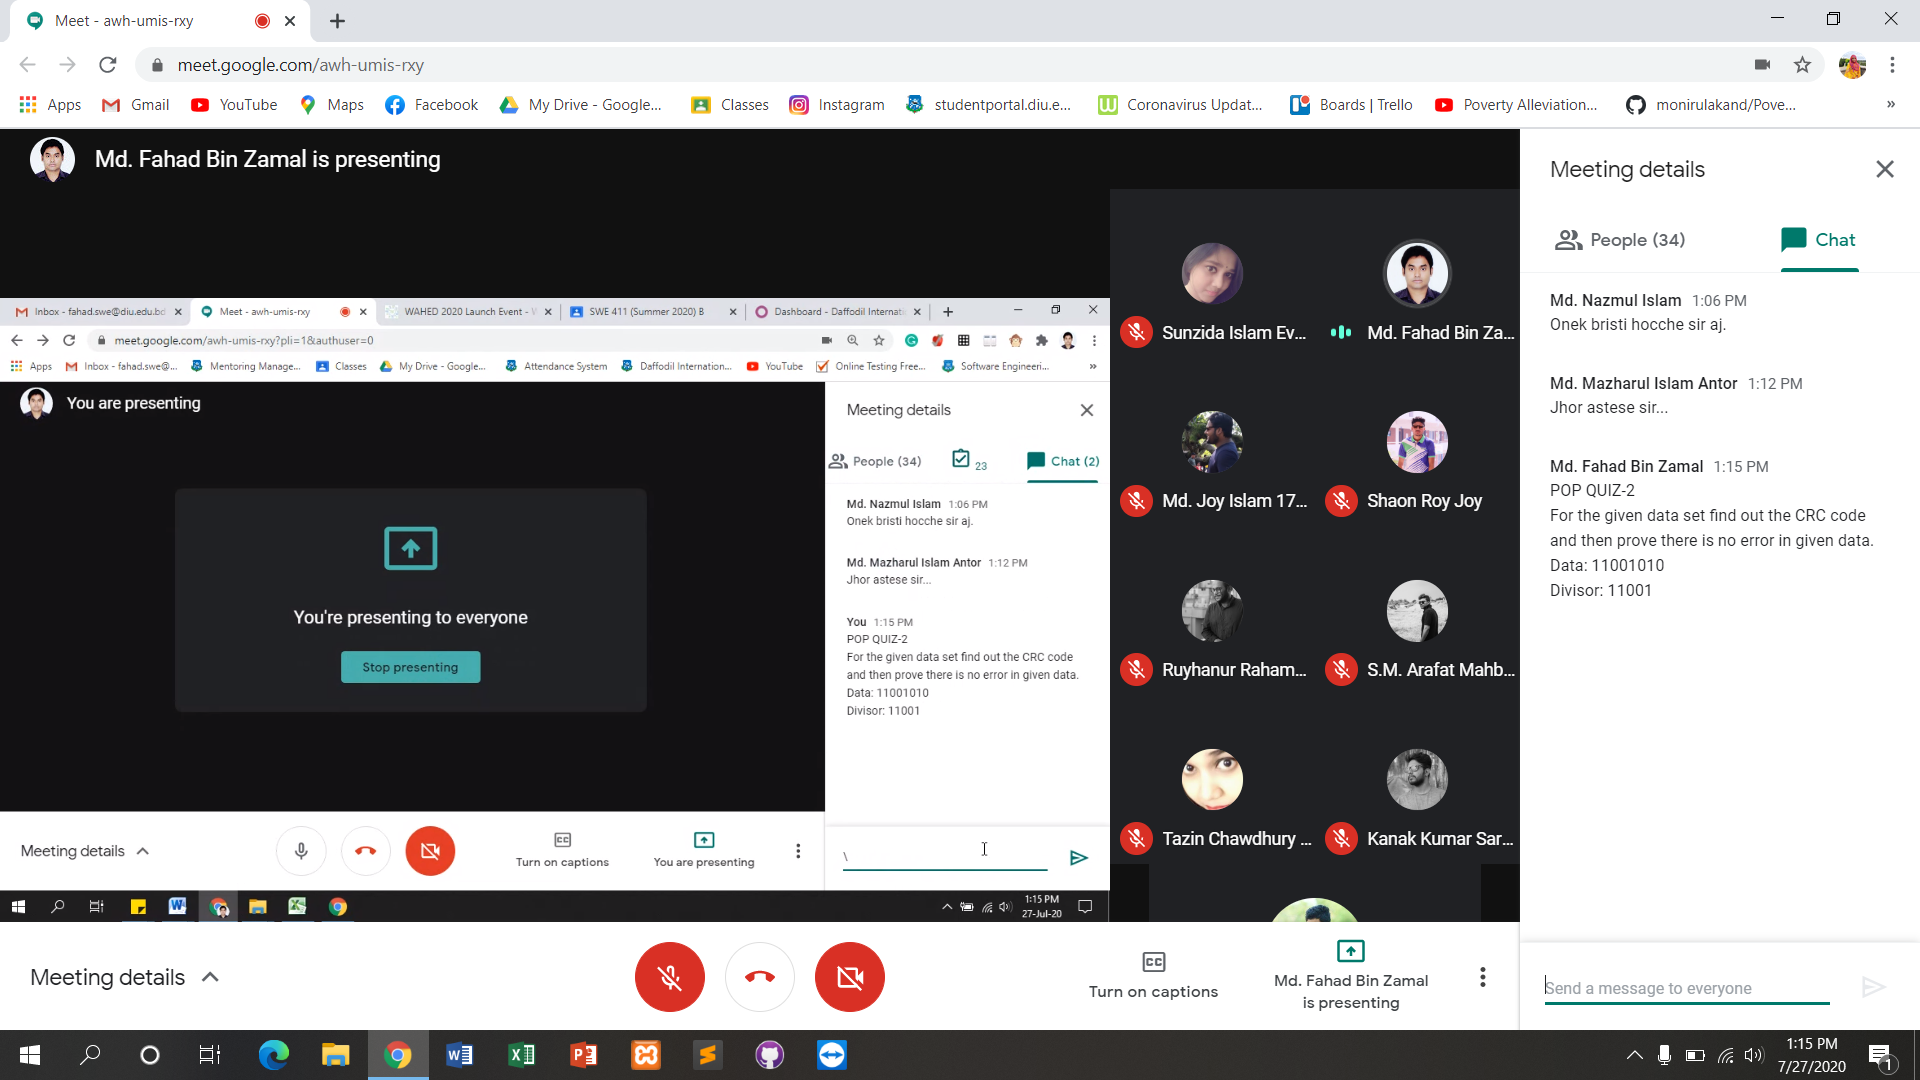 Meet - awh-umis-rxy
meet.google.com/awh-umis-rxy
Apps Gmail YouTube Maps Facebook My Drive - Google... Classes Instagram studentportal.diu.e... Coronavirus Updat... Boards | Trello Poverty Alleviation... monirulakand/Pove... »
Md. Fahad Bin Zamal is presenting
Inbox - fahad.swe@diu.edu.bd Meet - awh-umis-rxy WAHED 2020 Launch Event - SWE 411 (Summer 2020) B Dashboard - Daffodil Internati
meet.google.com/awh-umis-rxy?pli=1&authuser=0
Apps Inbox - fahad.swe@... Mentoring Manage... Classes My Drive - Google... Attendance System Daffodil Internation... YouTube Online Testing Free... Software Engineeri... »
You are presenting
You're presenting to everyone
Stop presenting
Meeting details
People (34) 23 Chat (2)
Md. Nazmul Islam 1:06 PM
Onek bristi hocche sir aj.
Md. Mazharul Islam Antor 1:12 PM
Jhor astese sir...
You 1:15 PM
POP QUIZ-2
For the given data set find out the CRC code
and then prove there is no error in given data.
Data: 11001010
Divisor: 11001
\
Meeting details
CC
Turn on captions
You are presenting
1:15 PM
27-Jul-20
Sunzida Islam Ev...
Md. Fahad Bin Za...
Md. Joy Islam 17...
Shaon Roy Joy
Ruyhanur Raham...
S.M. Arafat Mahb...
Tazin Chawdhury ...
Kanak Kumar Sar...
Meeting details
People (34)
Chat
Md. Nazmul Islam 1:06 PM
Onek bristi hocche sir aj.
Md. Mazharul Islam Antor 1:12 PM
Jhor astese sir...
Md. Fahad Bin Zamal 1:15 PM
POP QUIZ-2
For the given data set find out the CRC code
and then prove there is no error in given data.
Data: 11001010
Divisor: 11001
Send a message to everyone
Meeting details
CC
Turn on captions
Md. Fahad Bin Zamal
is presenting
1:15 PM
7/27/2020
1